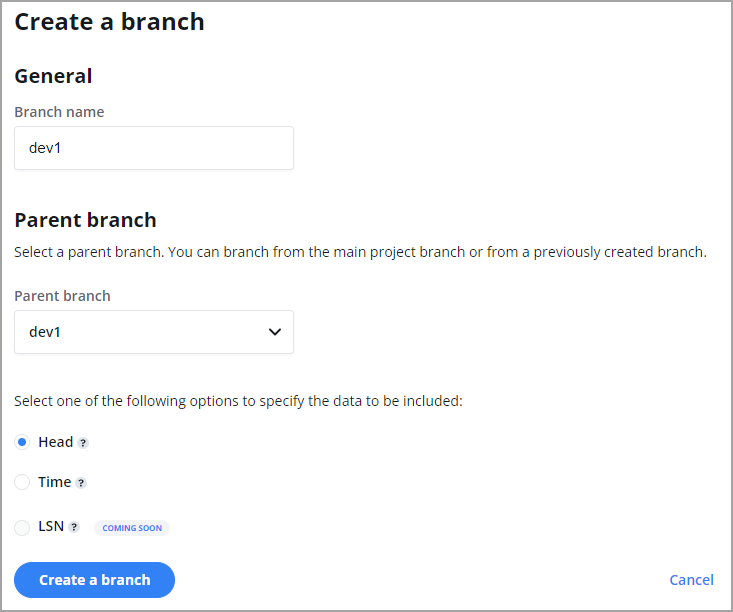 Create a branch
General
Branch name
dev1
Parent branch
Select a parent branch. You can branch from the main project branch or from a previously created branch.
Parent branch
dev1
Select one of the following options to specify the data to be included:
Head ?
Time ?
LSN ? COMING SOON
Create a branch Cancel